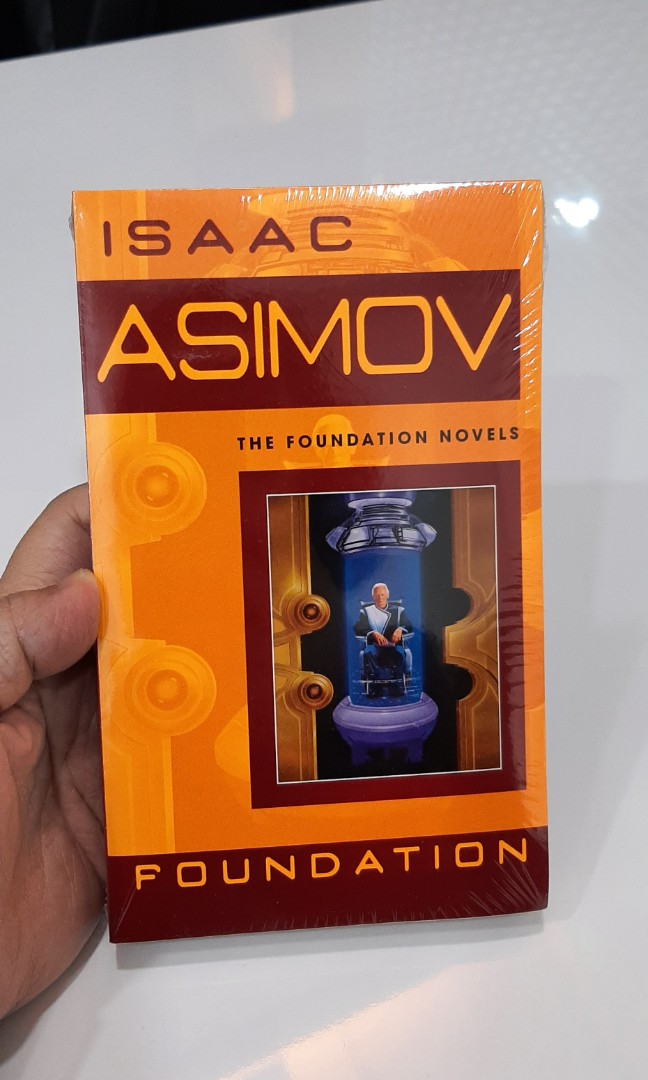 ISAAC
ASIMOV
THE FOUNDATION NOVELS
FOUNDATION